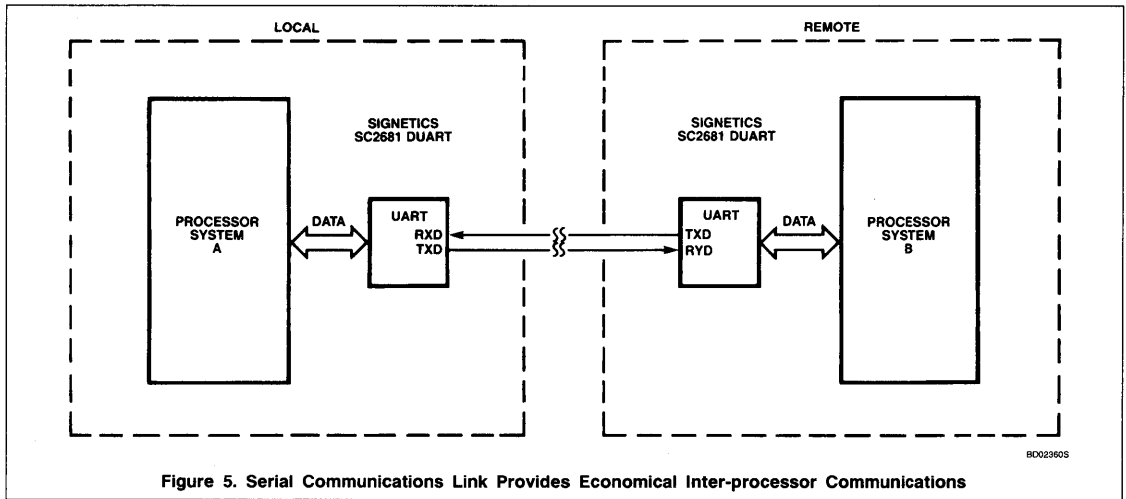 LOCAL
REMOTE
SIGNETICS
SC2681 DUART
SIGNETICS
SC2681 DUART
PROCESSOR
SYSTEM
A
DATA
UART
RXD
TXD
UART
TXD
RYD
DATA
PROCESSOR
SYSTEM
B
BD02360S
Figure 5. Serial Communications Link Provides Economical Inter-processor Communications